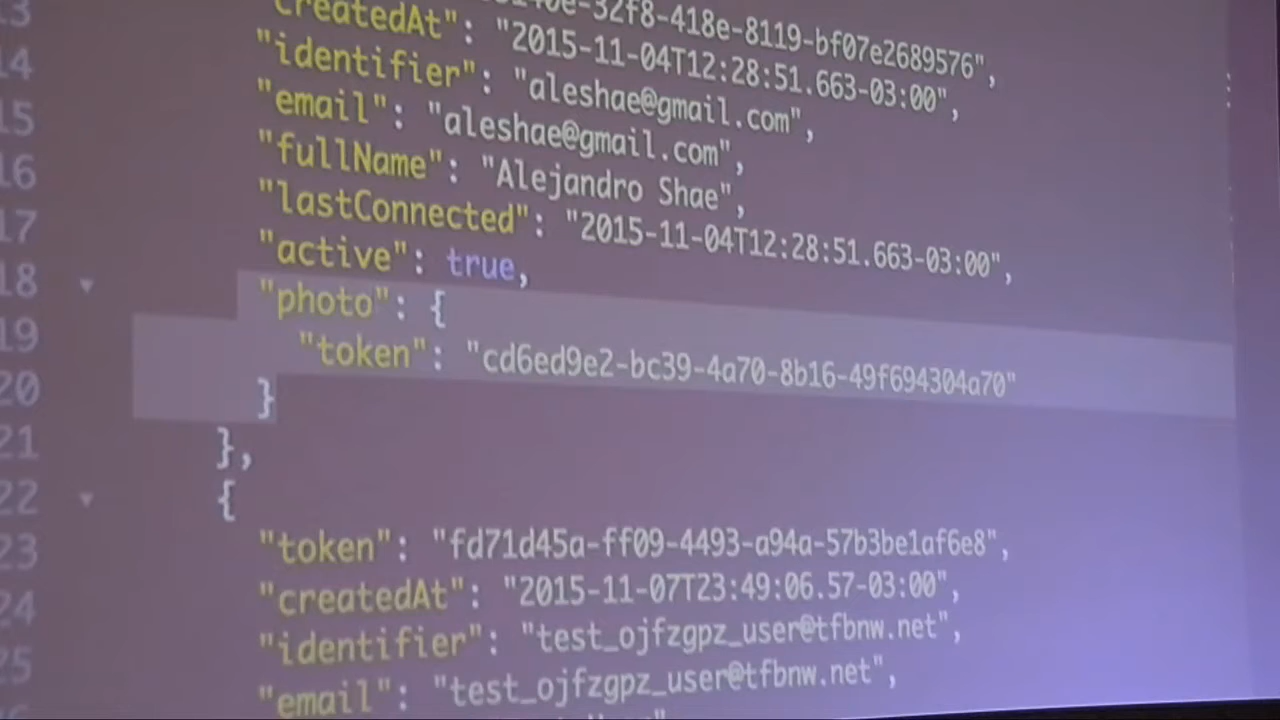 13 createdAt": "2015-11-04T12:28:51.663-03:00",
14 "identifier": "aleshae@gmail.com",
15 "email": "aleshae@gmail.com",
16 "fullName": "Alejandro Shae",
17 "lastConnected": "2015-11-04T12:28:51.663-03:00",
"active": true,
18 "photo": {
19 "token": "cd6ed9e2-bc39-4a70-8b16-49f694304a70"
20 }
21 },
22 {
23 "token": "fd71d45a-ff09-4493-a94a-57b3be1af6e8",
24 "createdAt": "2015-11-07T23:49:06.57-03:00",
25 "identifier": "test_ojfzgpz_user@tfbnw.net",
"email": "test_ojfzgpz_user@tfbnw.net",